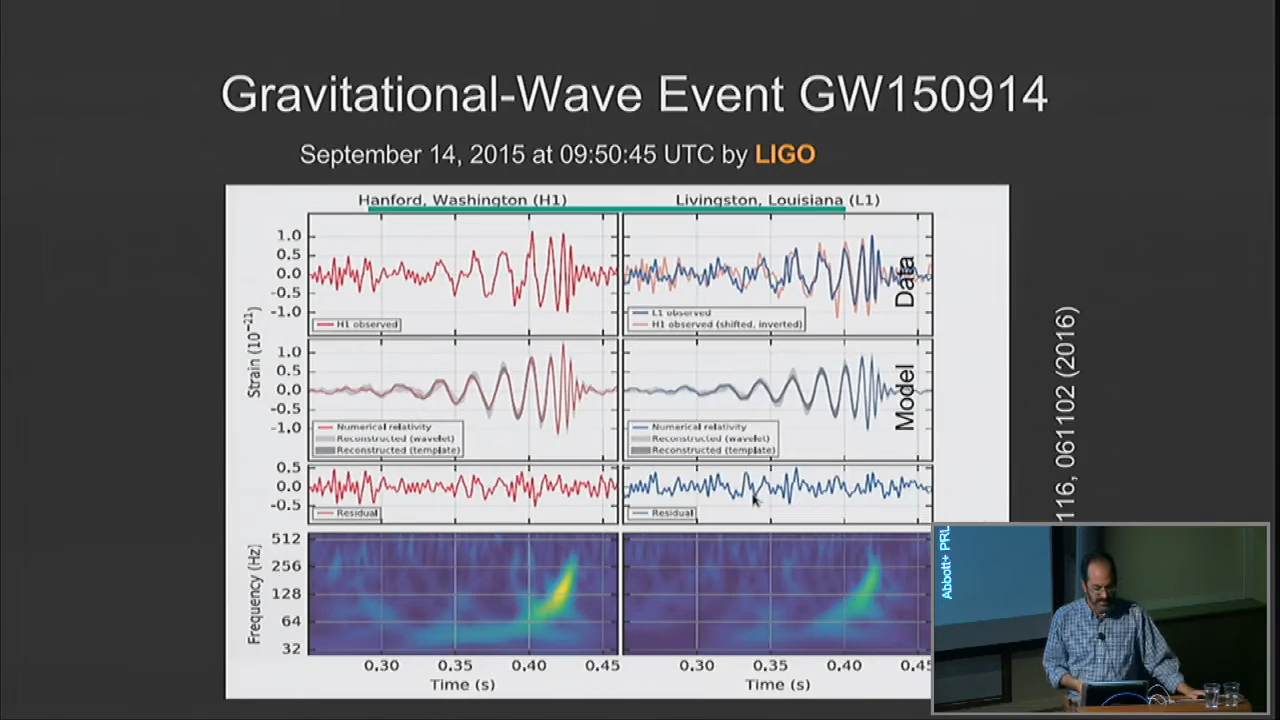 Gravitational-Wave Event GW150914
September 14, 2015 at 09:50:45 UTC by LIGO
Hanford, Washington (H1)
Livingston, Louisiana (L1)
Strain (10⁻²¹)
1.0
0.5
0.0
-0.5
-1.0
H1 observed
L1 observed
H1 observed (shifted, inverted)
Data
1.0
0.5
0.0
-0.5
-1.0
Numerical relativity
Reconstructed (wavelet)
Reconstructed (template)
Numerical relativity
Reconstructed (wavelet)
Reconstructed (template)
Model
0.5
0.0
-0.5
Residual
Residual
Frequency (Hz)
512
256
128
64
32
0.30 0.35 0.40 0.45
0.30 0.35 0.40 0.45
Time (s)
Time (s)
Abbott+ PRL 116, 061102 (2016)